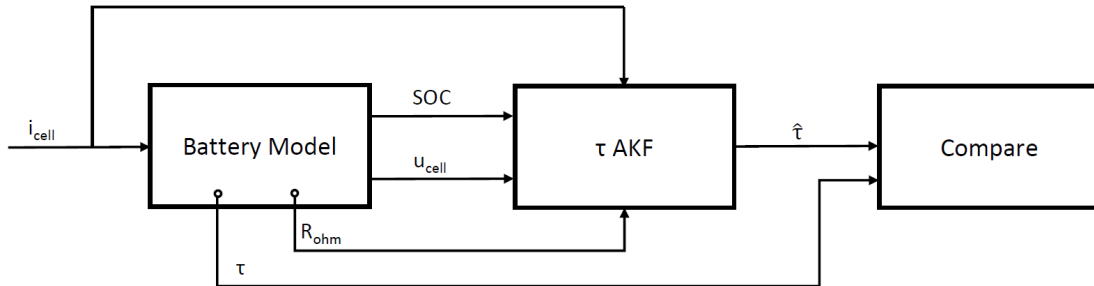 SOC
i_cell
Battery Model
u_cell
τ AKF
τ̂
Compare
R_ohm
τ